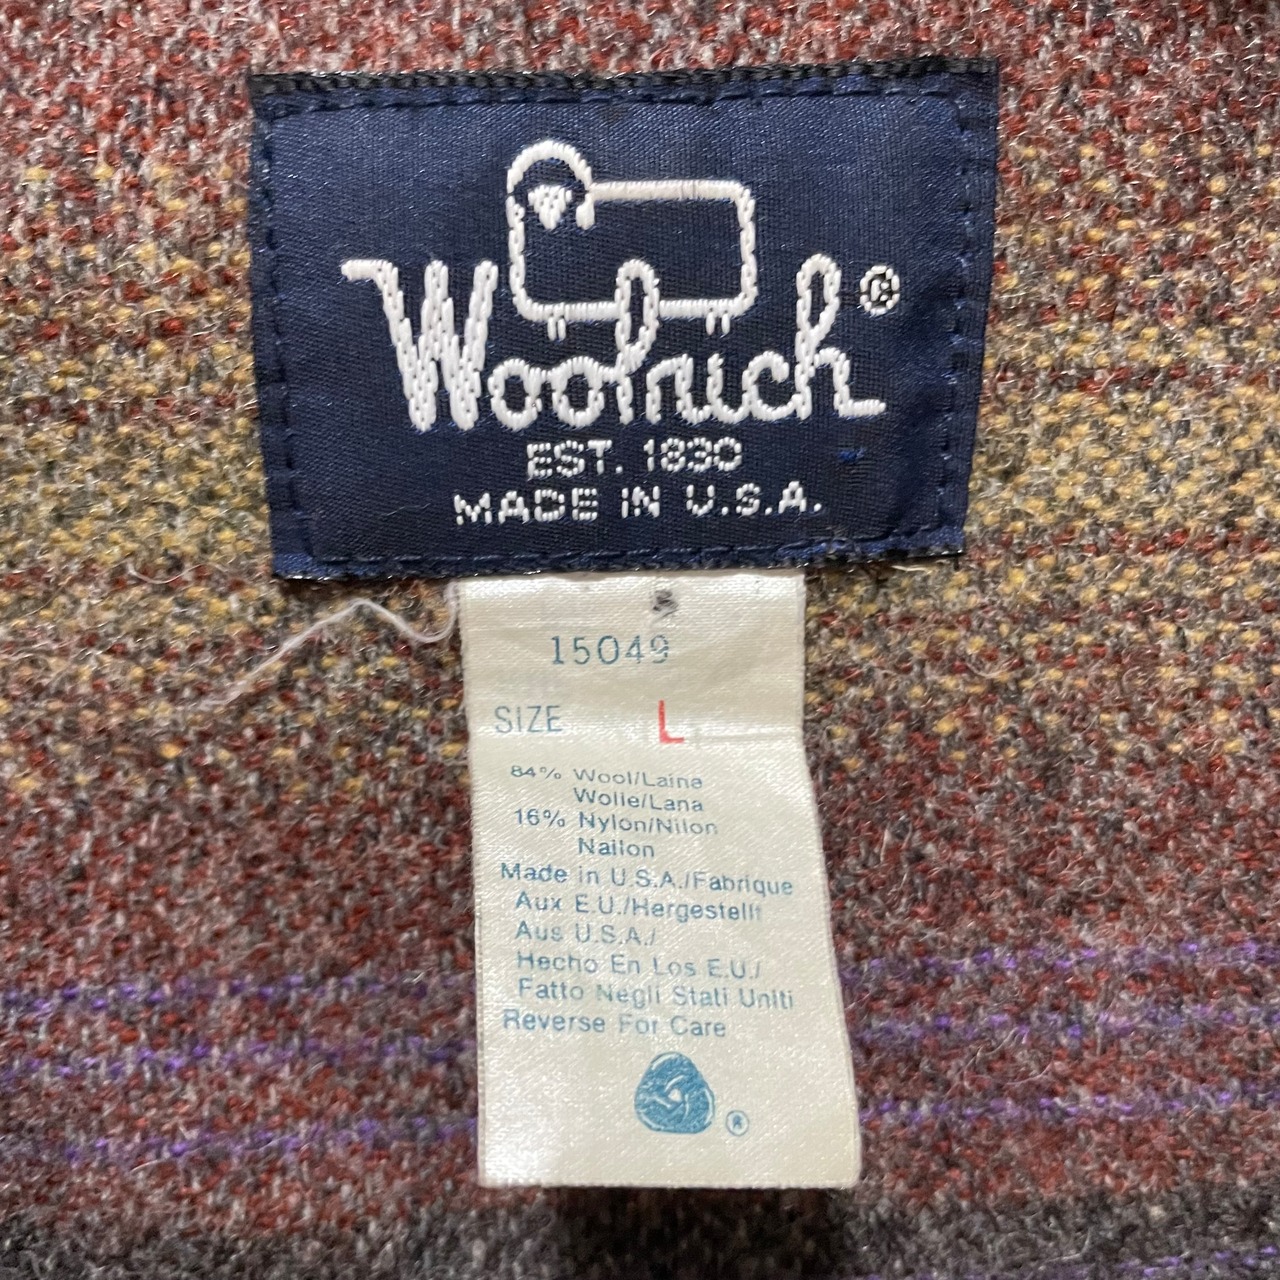 Woolrich®
EST. 1830
MADE IN U.S.A.
15049
SIZE L
84% Wool/Laine
Wolle/Lana
16% Nylon/Nilon
Nailon
Made in U.S.A./Fabrique
Aux E.U./Hergestellt
Aus U.S.A./
Hecho En Los E.U./
Fatto Negli Stati Uniti
Reverse For Care
®